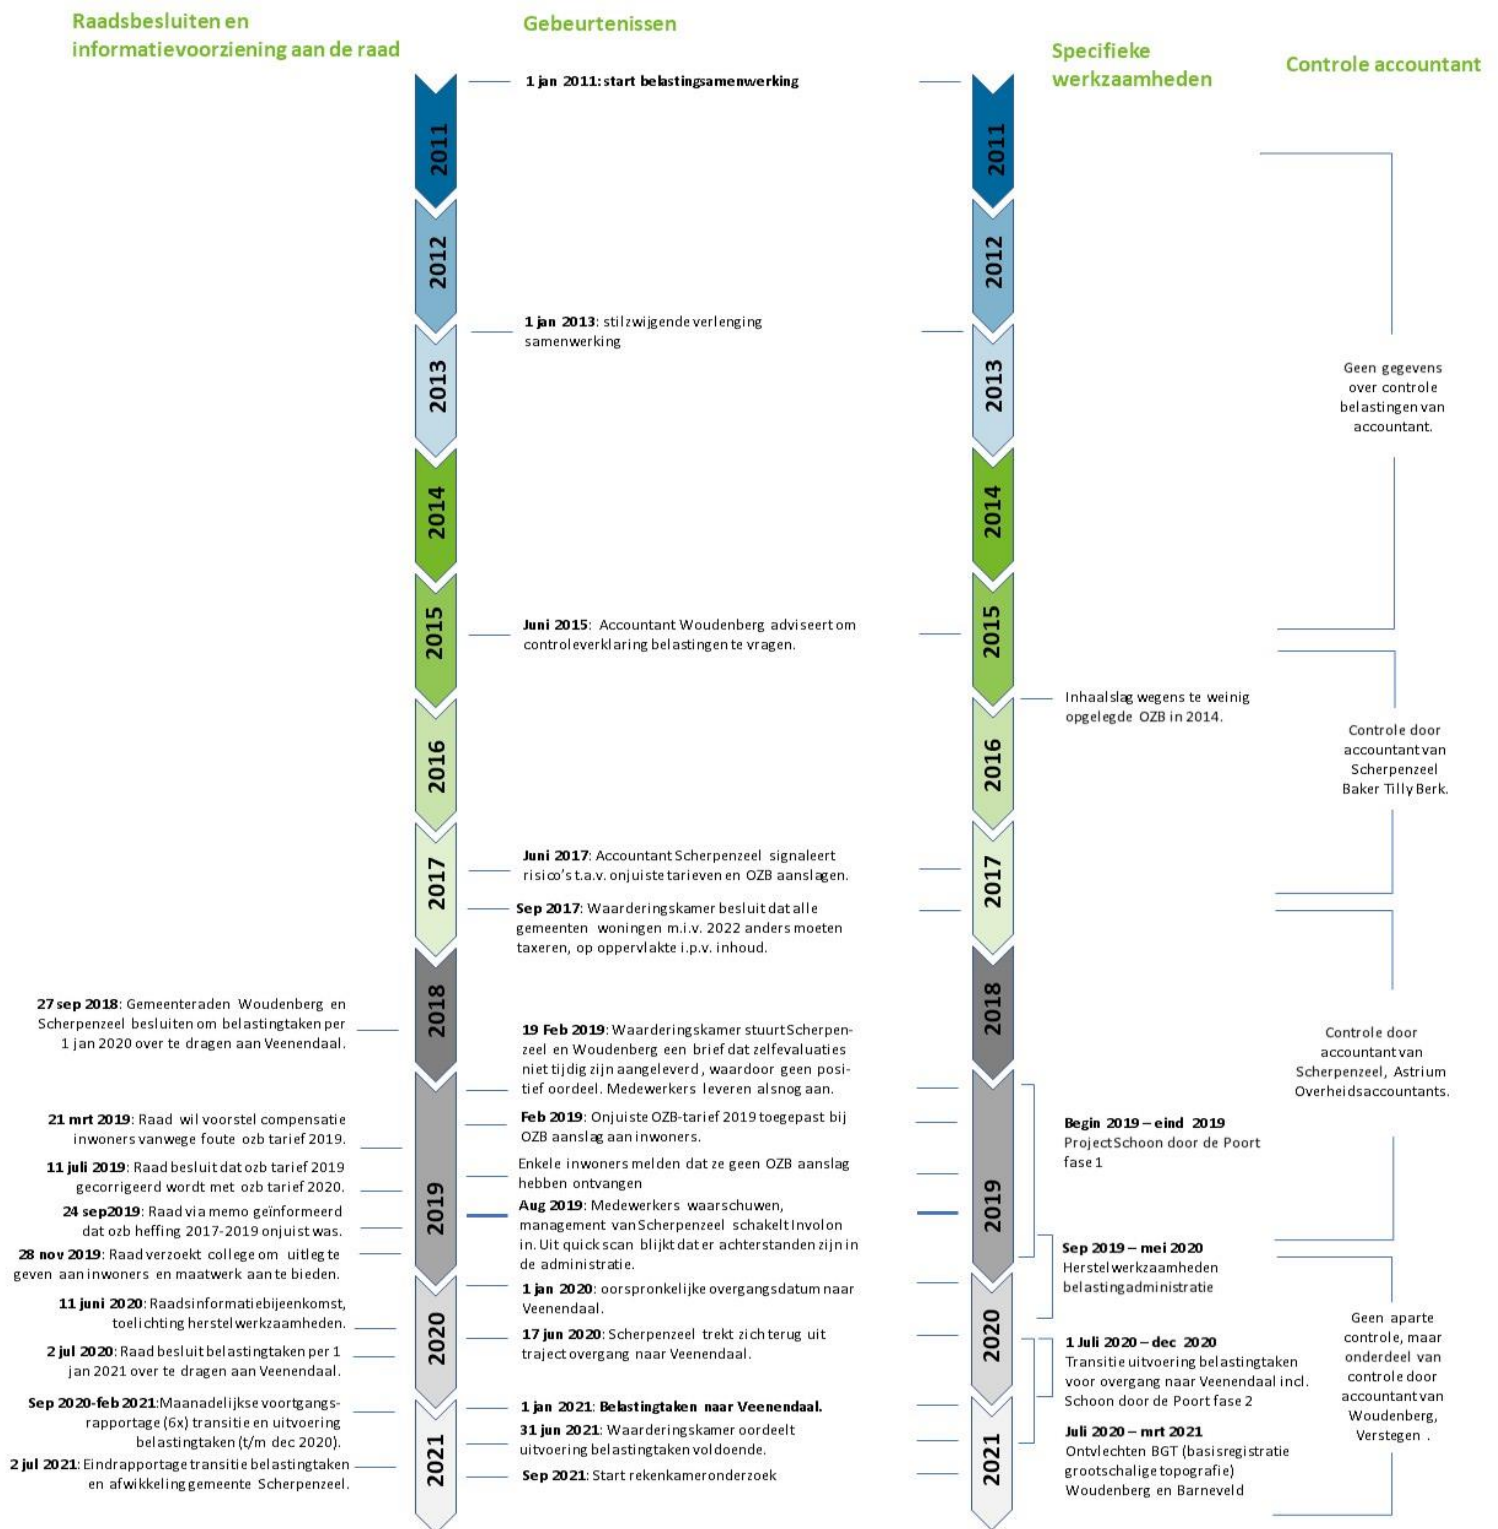 Raadsbesluiten en
informatievoorziening aan de raad
27 sep 2018: Gemeenteraden Woudenberg en
Scherpenzeel besluiten om belastingtaken per
1 jan 2020 over te dragen aan Veenendaal.
21 mrt 2019: Raad wil voorstel compensatie
inwoners vanwege foute ozb tarief 2019.
11 juli 2019: Raad besluit dat ozb tarief 2019
gecorrigeerd wordt met ozb tarief 2020.
24 sep2019: Raad via memo geïnformeerd
dat ozb heffing 2017-2019 onjuist was.
28 nov 2019: Raad verzoekt college om uitleg te
geven aan inwoners en maatwerk aan te bieden.
11 juni 2020: Raadsinformatiebijeenkomst,
toelichting herstelwerkzaamheden.
2 jul 2020: Raad besluit belastingtaken per 1
jan 2021 over te dragen aan Veenendaal.
Sep 2020-feb 2021:Maanadelijkse voortgangs-
rapportage (6x) transitie en uitvoering
belastingtaken (t/m dec 2020).
2 jul 2021: Eindrapportage transitie belastingtaken
en afwikkeling gemeente Scherpenzeel.
2011
2012
2013
2014
2015
2016
2017
2018
2019
2020
2021
Gebeurtenissen
1 jan 2011: start belastingsamenwerking
1 jan 2013: stilzwijgende verlenging
samenwerking
Juni 2015: Accountant Woudenberg adviseert om
controleverklaring belastingen te vragen.
Juni 2017: Accountant Scherpenzeel signaleert
risico's t.a.v. onjuiste tarieven en OZB aanslagen.
Sep 2017: Waarderingskamer besluit dat alle
gemeenten woningen m.i.v. 2022 anders moeten
taxeren, op oppervlakte i.p.v. inhoud.
19 Feb 2019: Waarderingskamer stuurt Scherpen-
zeel en Woudenberg een brief dat zelfevaluaties
niet tijdig zijn aangeleverd, waardoor geen posi-
tief oordeel. Medewerkers leveren alsnog aan.
Feb 2019: Onjuiste OZB-tarief 2019 toegepast bij
OZB aanslag aan inwoners.
Enkele inwoners melden dat ze geen OZB aanslag
hebben ontvangen
Aug 2019: Medewerkers waarschuwen,
management van Scherpenzeel schakelt Involon
in. Uit quick scan blijkt dat er achterstanden zijn in
de administratie.
1 jan 2020: oorspronkelijke overgangsdatum naar
Veenendaal.
17 jun 2020: Scherpenzeel trekt zich terug uit
traject overgang naar Veenendaal.
1 jan 2021: Belastingtaken naar Veenendaal.
31 jun 2021: Waarderingskamer oordeelt
uitvoering belastingtaken voldoende.
Sep 2021: Start rekenkameronderzoek
2011
2012
2013
2014
2015
2016
2017
2018
2019
2020
2021
Specifieke
werkzaamheden
Inhaalslag wegens te weinig
opgelegde OZB in 2014.
Begin 2019 – eind 2019
Project Schoon door de Poort
fase 1
Sep 2019 – mei 2020
Herstelwerkzaamheden
belastingadministratie
1 Juli 2020 – dec 2020
Transitie uitvoering belastingtaken
voor overgang naar Veenendaal incl.
Schoon door de Poort fase 2
Juli 2020 – mrt 2021
Ontvlechten BGT (basisregistratie
grootschalige topografie)
Woudenberg en Barneveld
Controle accountant
Geen gegevens
over controle
belastingen van
accountant.
Controle door
accountant van
Scherpenzeel
Baker Tilly Berk.
Controle door
accountant van
Scherpenzeel, Astrium
Overheidsaccountants.
Geen aparte
controle, maar
onderdeel van
controle door
accountant van
Woudenberg,
Verstegen .